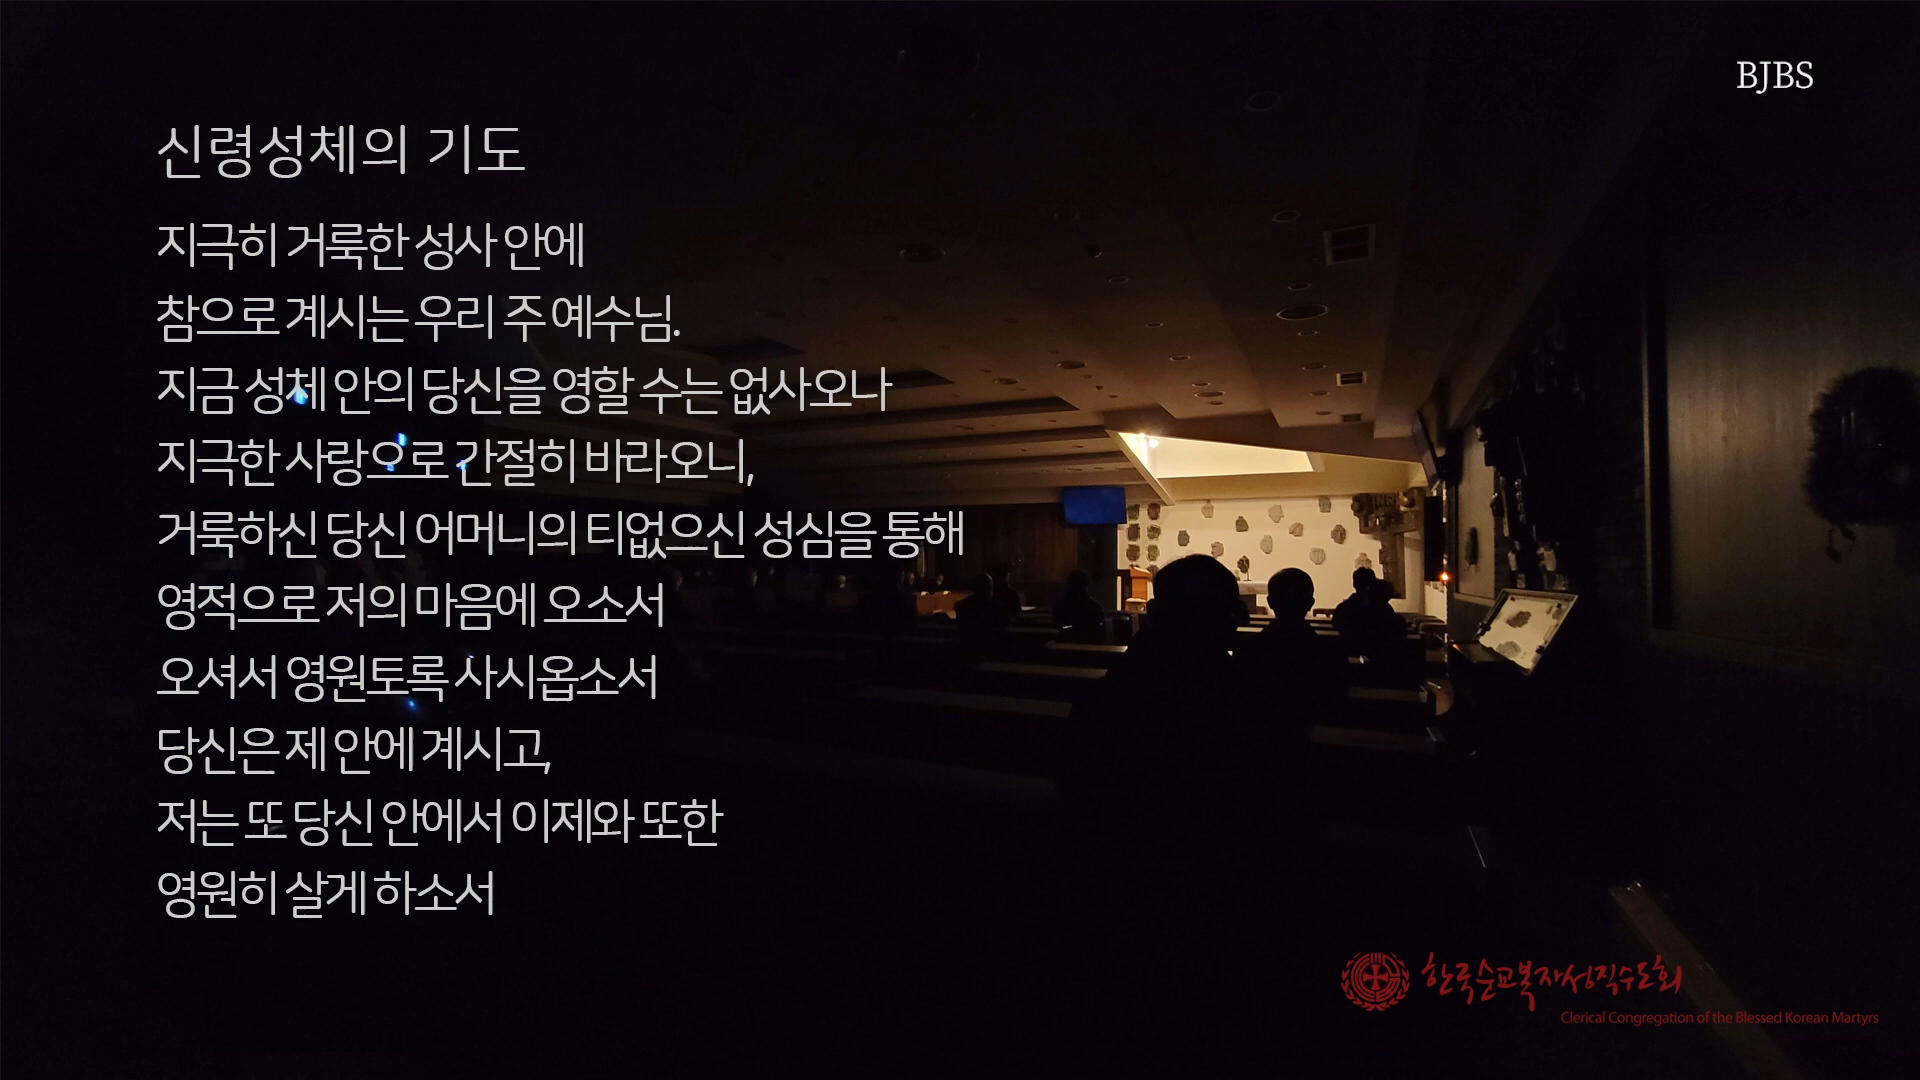 BJBS
신령성체의 기도
지극히 거룩한 성사 안에
참으로 계시는 우리 주 예수님.
지금 성체 안의 당신을 영할 수는 없사오나
지극한 사랑으로 간절히 바라오니,
거룩하신 당신 어머니의 티없으신 성심을 통해
영적으로 저의 마음에 오소서
오셔서 영원토록 사시옵소서
당신은 제 안에 계시고,
저는 또 당신 안에서 이제와 또한
영원히 살게 하소서
한국순교복자성직수도회
Clerical Congregation of the Blessed Korean Martyrs